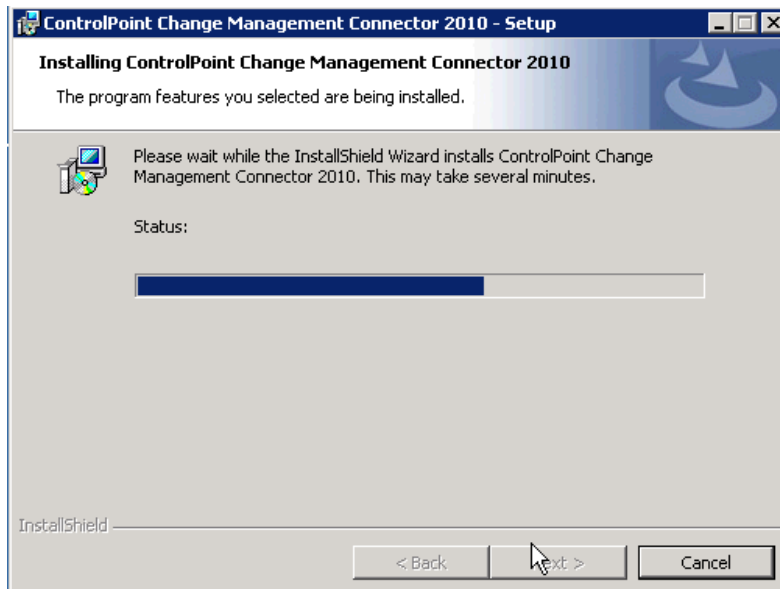 ControlPoint Change Management Connector 2010 - Setup
Installing ControlPoint Change Management Connector 2010
The program features you selected are being installed.
Please wait while the InstallShield Wizard installs ControlPoint Change
Management Connector 2010. This may take several minutes.
Status:
InstallShield
< Back
Next >
Cancel